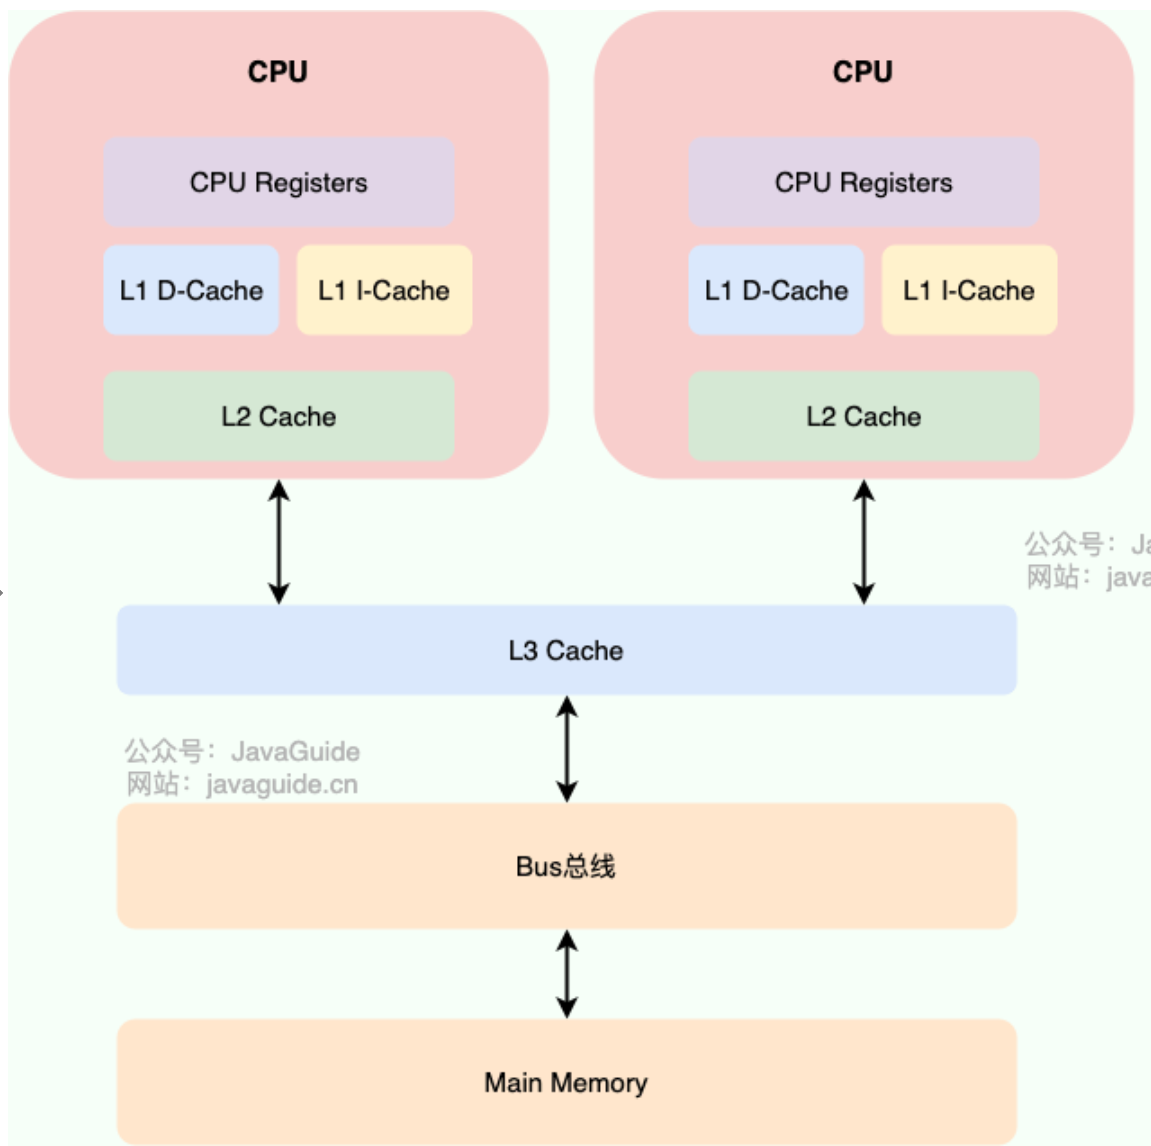 CPU
CPU
CPU Registers
CPU Registers
L1 D-Cache
L1 I-Cache
L1 D-Cache
L1 I-Cache
L2 Cache
L2 Cache
公众号：Ja
网站：java
L3 Cache
公众号：JavaGuide
网站：javaguide.cn
Bus总线
Main Memory